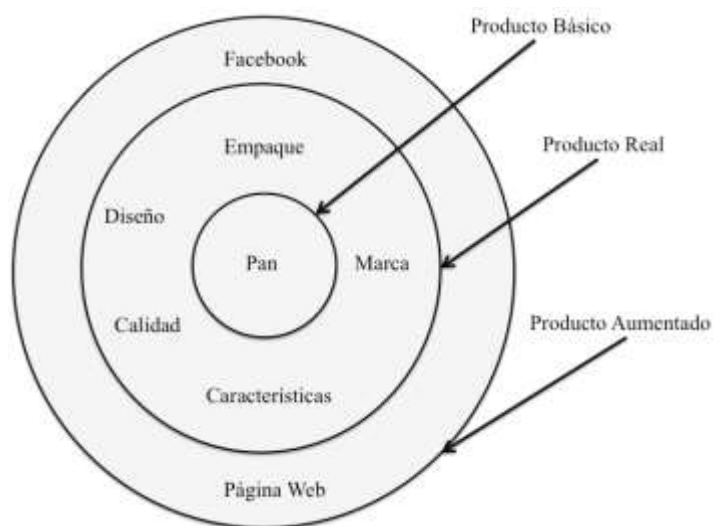 Producto Básico
Facebook
Empaque
Producto Real
Diseño
Pan
Marca
Calidad
Producto Aumentado
Características
Página Web